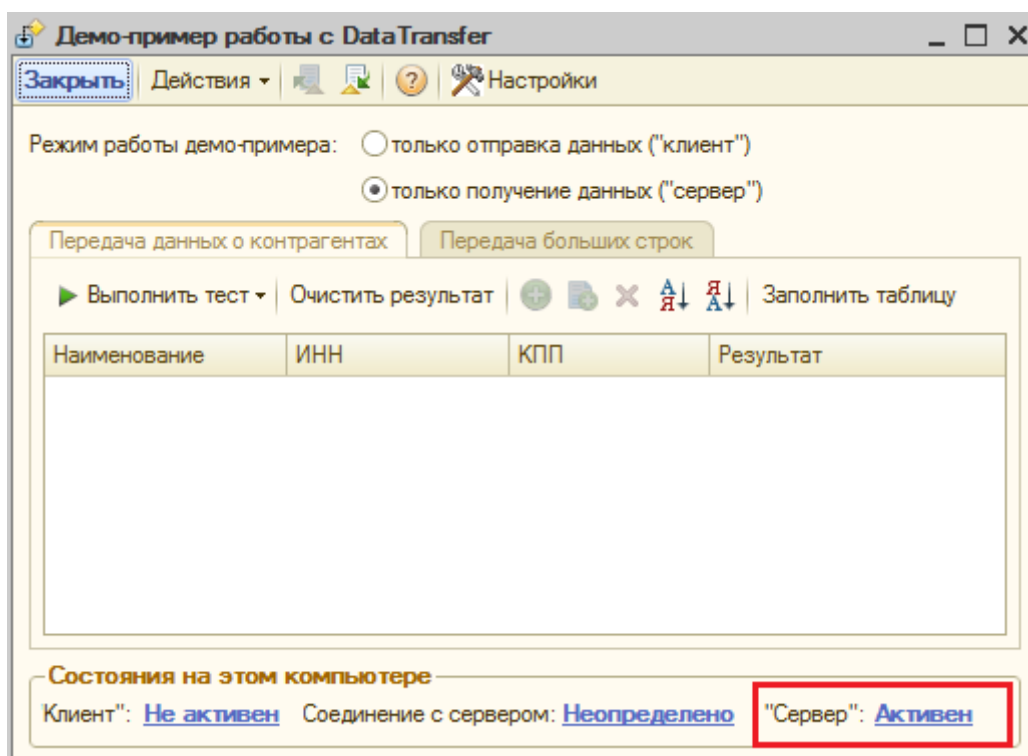 Демо-пример работы с DataTransfer
Закрыть Действия Настройки
Режим работы демо-примера: только отправка данных ("клиент")
только получение данных ("сервер")
Передача данных о контрагентах Передача больших строк
Выполнить тест Очистить результат Заполнить таблицу
Наименование ИНН КПП Результат
Состояния на этом компьютере
Клиент": Не активен Соединение с сервером: Неопределено "Сервер": Активен